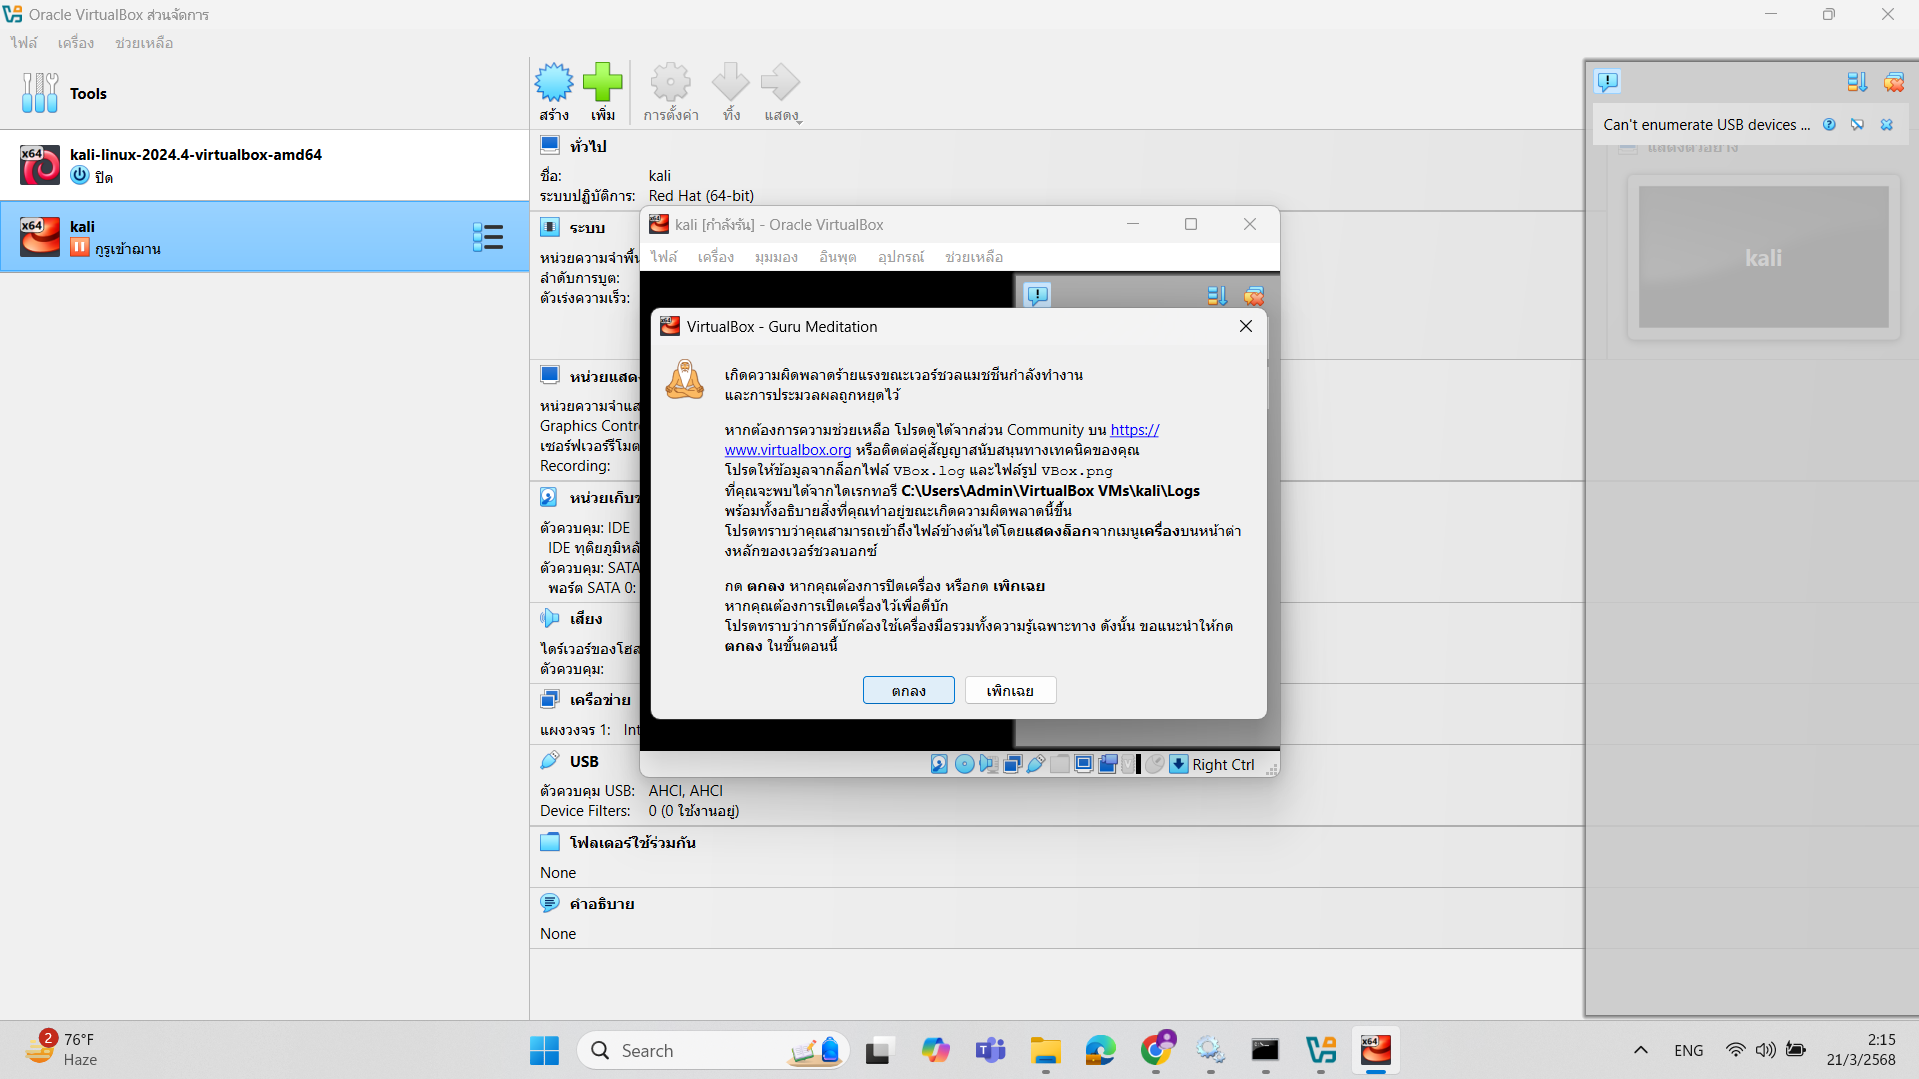 Oracle VirtualBox ส่วนจัดการ
ไฟล์ เครื่อง ช่วยเหลือ
Tools
kali-linux-2024.4-virtualbox-amd64
ปิด
kali
กูรูเข้าฌาน
สร้าง เพิ่ม การตั้งค่า ทิ้ง แสดง
ทั่วไป
ชื่อ: kali
ระบบปฏิบัติการ: Red Hat (64-bit)
ระบบ
หน่วยความจำพื้น
ลำดับการบูต:
ตัวเร่งความเร็ว:
หน่วยแสดง
หน่วยความจำแส
Graphics Contr
เซอร์ฟเวอร์รีโมต
Recording:
หน่วยเก็บข
ตัวควบคุม: IDE
IDE ทุติยภูมิหลั
ตัวควบคุม: SATA
พอร์ต SATA 0:
เสียง
ไดร์เวอร์ของโฮส
ตัวควบคุม:
เครือข่าย
แผงวงจร 1: Int
USB
ตัวควบคุม USB: AHCI, AHCI
Device Filters: 0 (0 ใช้งานอยู่)
โฟลเดอร์ใช้ร่วมกัน
None
คำอธิบาย
None
kali [กำลังรัน] - Oracle VirtualBox
ไฟล์ เครื่อง มุมมอง อินพุต อุปกรณ์ ช่วยเหลือ
VirtualBox - Guru Meditation
เกิดความผิดพลาดร้ายแรงขณะเวอร์ชวลแมชชีนกำลังทำงาน
และการประมวลผลถูกหยุดไว้
หากต้องการความช่วยเหลือ โปรดดูได้จากส่วน Community บน https://
www.virtualbox.org หรือติดต่อคู่สัญญาสนับสนุนทางเทคนิคของคุณ
โปรดให้ข้อมูลจากล็อกไฟล์ VBox.log และไฟล์รูป VBox.png
ที่คุณจะพบได้จากไดเรกทอรี C:\Users\Admin\VirtualBox VMs\kali\Logs
พร้อมทั้งอธิบายสิ่งที่คุณทำอยู่ขณะเกิดความผิดพลาดนี้ขึ้น
โปรดทราบว่าคุณสามารถเข้าถึงไฟล์ข้างต้นได้โดยแสดงล็อกจากเมนูเครื่องบนหน้าต่า
งหลักของเวอร์ชวลบอกซ์
กด ตกลง หากคุณต้องการปิดเครื่อง หรือกด เพิกเฉย
หากคุณต้องการเปิดเครื่องไว้เพื่อดีบัก
โปรดทราบว่าการดีบักต้องใช้เครื่องมือรวมทั้งความรู้เฉพาะทาง ดังนั้น ขอแนะนำให้กด
ตกลง ในขั้นตอนนี้
ตกลง เพิกเฉย
Right Ctrl
Can't enumerate USB devices ...
แสดงตัวอย่าง
kali
2
76°F
Haze
Search
ENG
2:15
21/3/2568